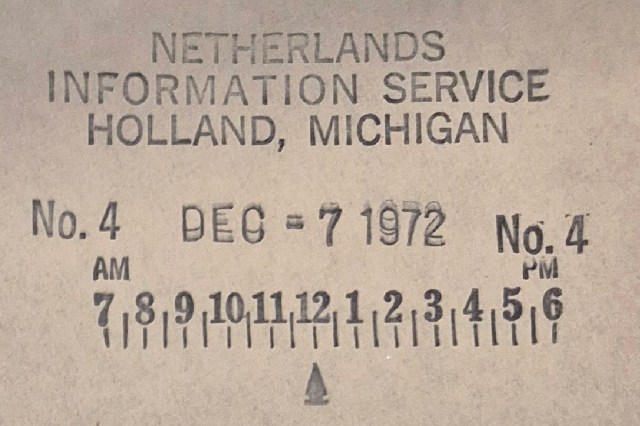 NETHERLANDS
INFORMATION SERVICE
HOLLAND, MICHIGAN
No. 4 DEC - 7 1972 No. 4
AM PM
7 8 9 10 11 12 1 2 3 4 5 6